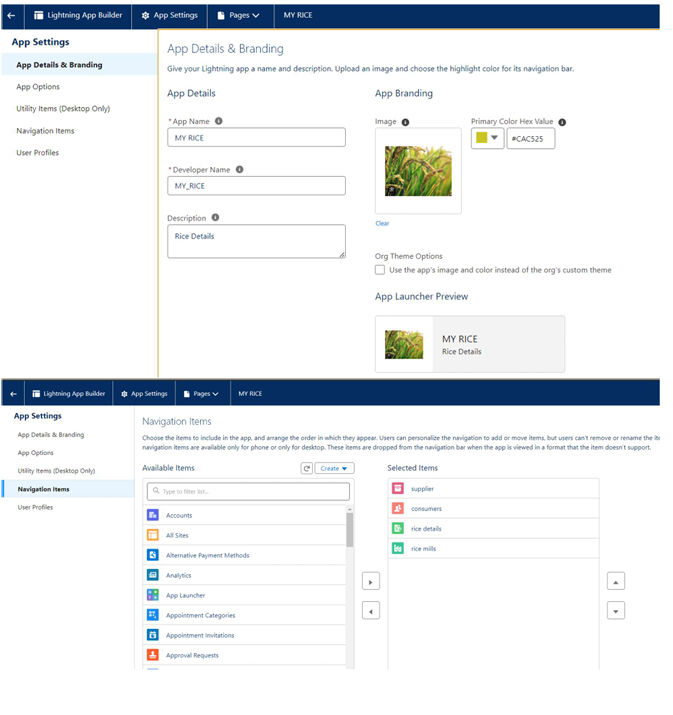 Lightning App Builder App Settings Pages MY RICE
App Settings
App Details & Branding
App Options
Utility Items (Desktop Only)
Navigation Items
User Profiles
App Details & Branding
Give your Lightning app a name and description. Upload an image and choose the highlight color for its navigation bar.
App Details
* App Name
MY RICE
* Developer Name
MY_RICE
Description
Rice Details
App Branding
Image
Primary Color Hex Value
#CAC525
Clear
Org Theme Options
Use the app's image and color instead of the org's custom theme
App Launcher Preview
MY RICE
Rice Details
Lightning App Builder App Settings Pages MY RICE
App Settings
App Details & Branding
App Options
Utility Items (Desktop Only)
Navigation Items
User Profiles
Navigation Items
Choose the items to include in the app, and arrange the order in which they appear. Users can personalize the navigation to add or move items, but users can't remove or rename the ite
navigation items are available only for phone or only for desktop. These items are dropped from the navigation bar when the app is viewed in a format that the item doesn't support.
Available Items
Create
Type to filter list...
Accounts
All Sites
Alternative Payment Methods
Analytics
App Launcher
Appointment Categories
Appointment Invitations
Approval Requests
Selected Items
supplier
consumers
rice details
rice mills